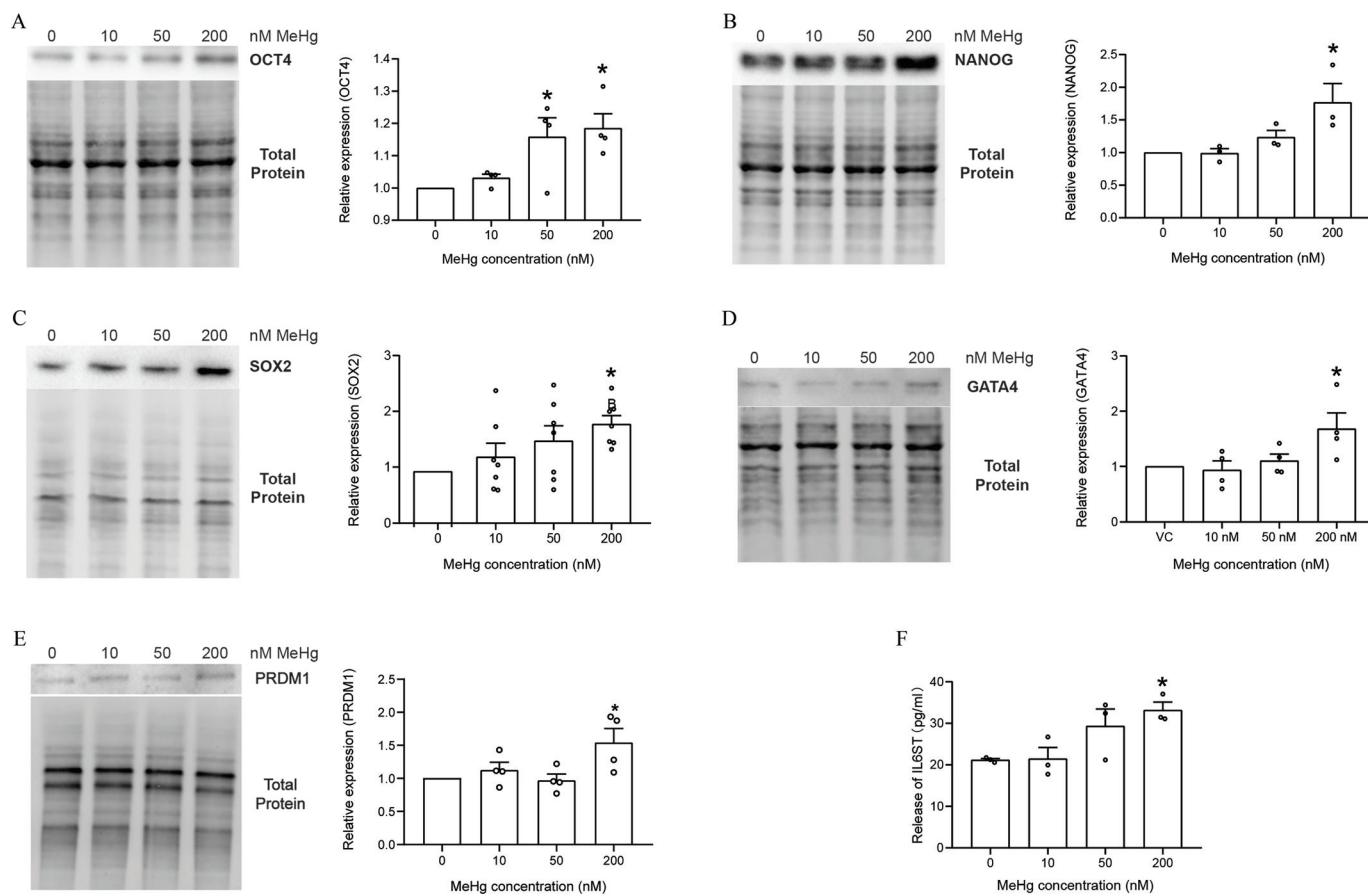 A
0 10 50 200 nM MeHg
OCT4
Total
Protein
Relative expression (OCT4)
1.4
1.2
1.0
0.9
* *
0 10 50 200
MeHg concentration (nM)
B
0 10 50 200 nM MeHg
NANOG
Total
Protein
Relative expression (NANOG)
2.5
2.0
1.5
1.0
0.5
0.0
*
0 10 50 200
MeHg concentration (nM)
C
0 10 50 200 nM MeHg
SOX2
Total
Protein
Relative expression (SOX2)
3
2
1
0
*
0 10 50 200
MeHg concentration (nM)
D
0 10 50 200 nM MeHg
GATA4
Total
Protein
Relative expression (GATA4)
4
3
2
1
0
*
VC 10 nM 50 nM 200 nM
MeHg concentration (nM)
E
0 10 50 200 nM MeHg
PRDM1
Total
Protein
Relative expression (PRDM1)
2.5
2.0
1.5
1.0
0.5
0.0
*
0 10 50 200
MeHg concentration (nM)
F
Release of IL6ST (pg/ml)
40
30
20
10
0
*
0 10 50 200
MeHg concentration (nM)